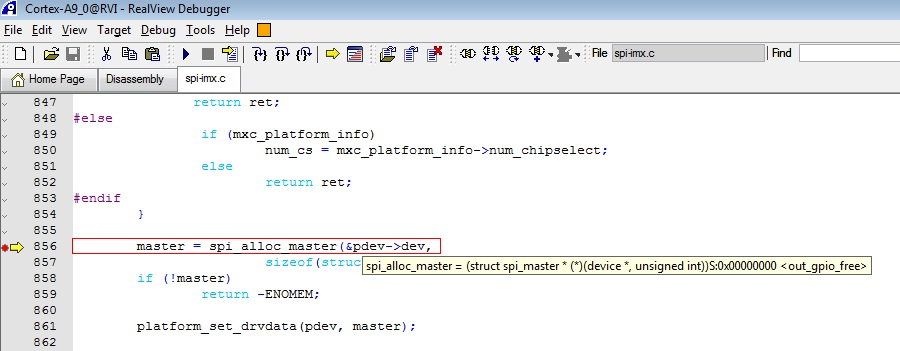 Cortex-A9_0@RVI - RealView Debugger
File Edit View Target Debug Tools Help
File spi-imx.c Find
Home Page Disassembly spi-imx.c
847 return ret;
848 #else
849 if (mxc_platform_info)
850 num_cs = mxc_platform_info->num_chipselect;
851 else
852 return ret;
853 #endif
854 }
855
856 master = spi_alloc_master(&pdev->dev,
857 sizeof(struc
spi_alloc_master = (struct spi_master * (*)(device *, unsigned int))S:0x00000000 <out_gpio_free>
858 if (!master)
859 return -ENOMEM;
860
861 platform_set_drvdata(pdev, master);
862